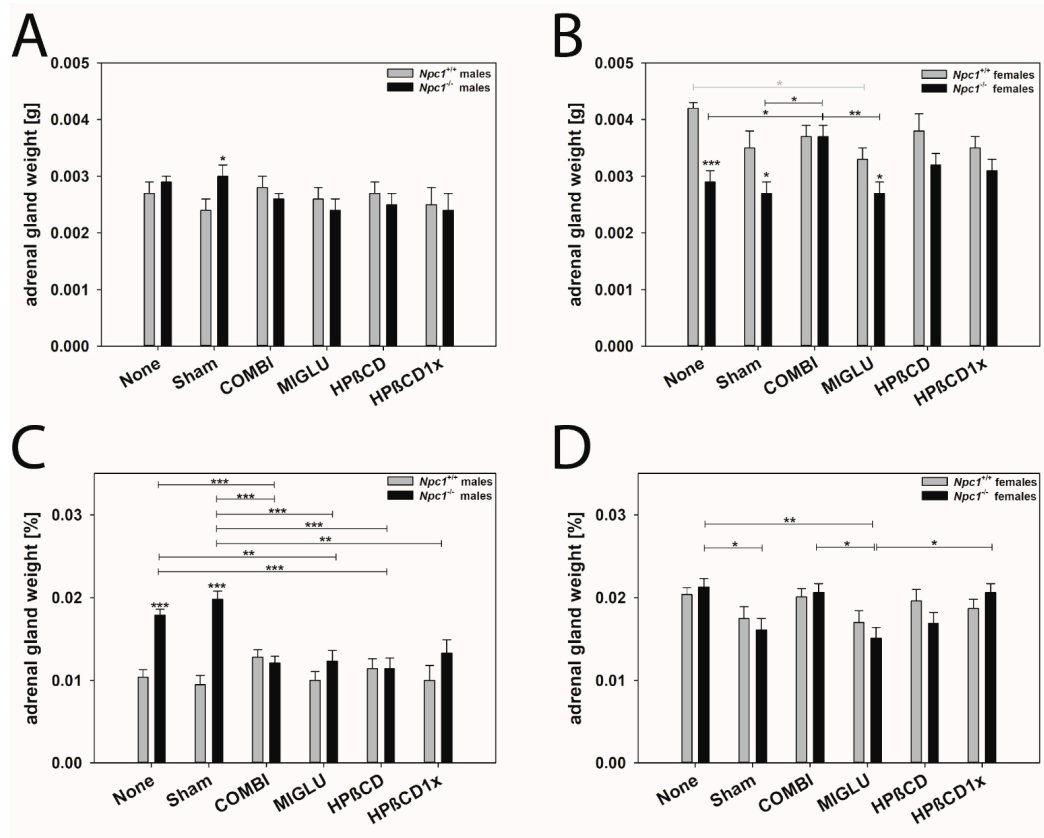 A
adrenal gland weight [g]
0.005
0.004
0.003
0.002
0.001
0.000
Npc1+/+ males
Npc1-/- males
*
None
Sham
COMBI
MIGLU
HPßCD
HPßCD1x
B
adrenal gland weight [g]
0.005
0.004
0.003
0.002
0.001
0.000
Npc1+/+ females
Npc1-/- females
*
*
*
**
***
*
*
None
Sham
COMBI
MIGLU
HPßCD
HPßCD1x
C
adrenal gland weight [%]
0.03
0.02
0.01
0.00
Npc1+/+ males
Npc1-/- males
***
***
***
***
**
**
***
***
***
None
Sham
COMBI
MIGLU
HPßCD
HPßCD1x
D
adrenal gland weight [%]
0.03
0.02
0.01
0.00
Npc1+/+ females
Npc1-/- females
**
*
*
*
None
Sham
COMBI
MIGLU
HPßCD
HPßCD1x